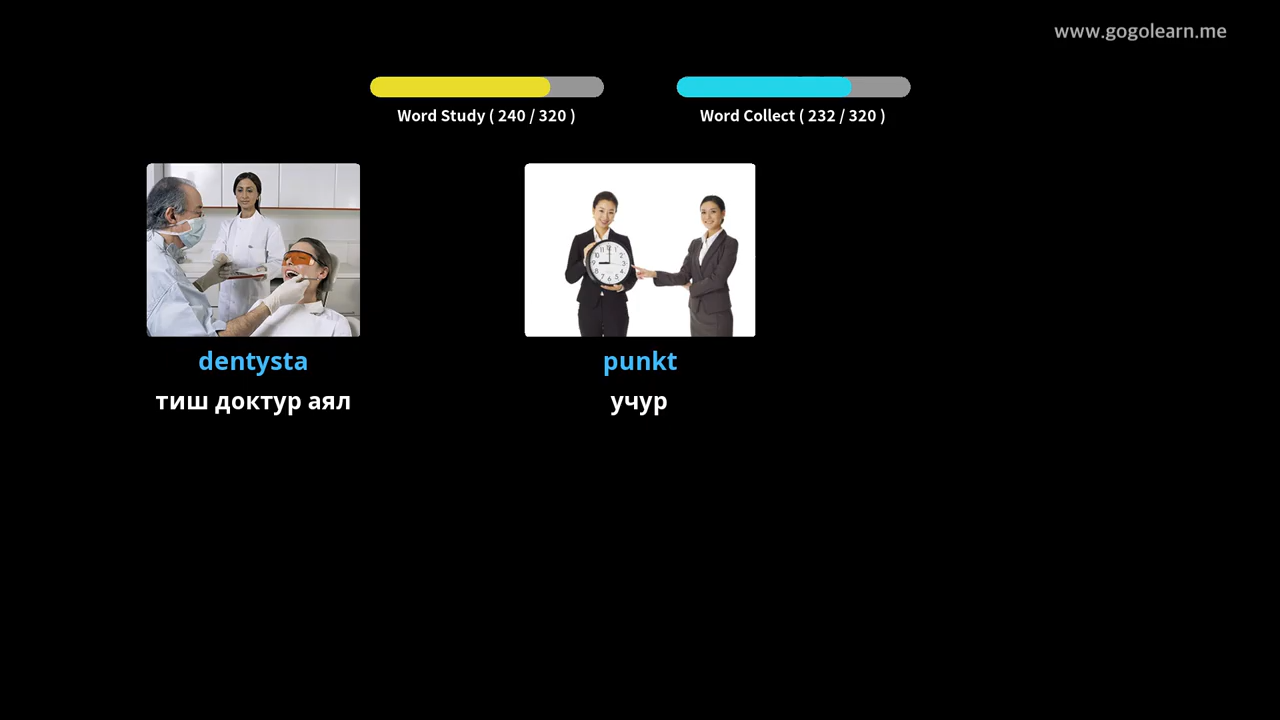 www.gogolearn.me
Word Study ( 240 / 320 )
Word Collect ( 232 / 320 )
dentysta
тиш доктур аял
punkt
учур